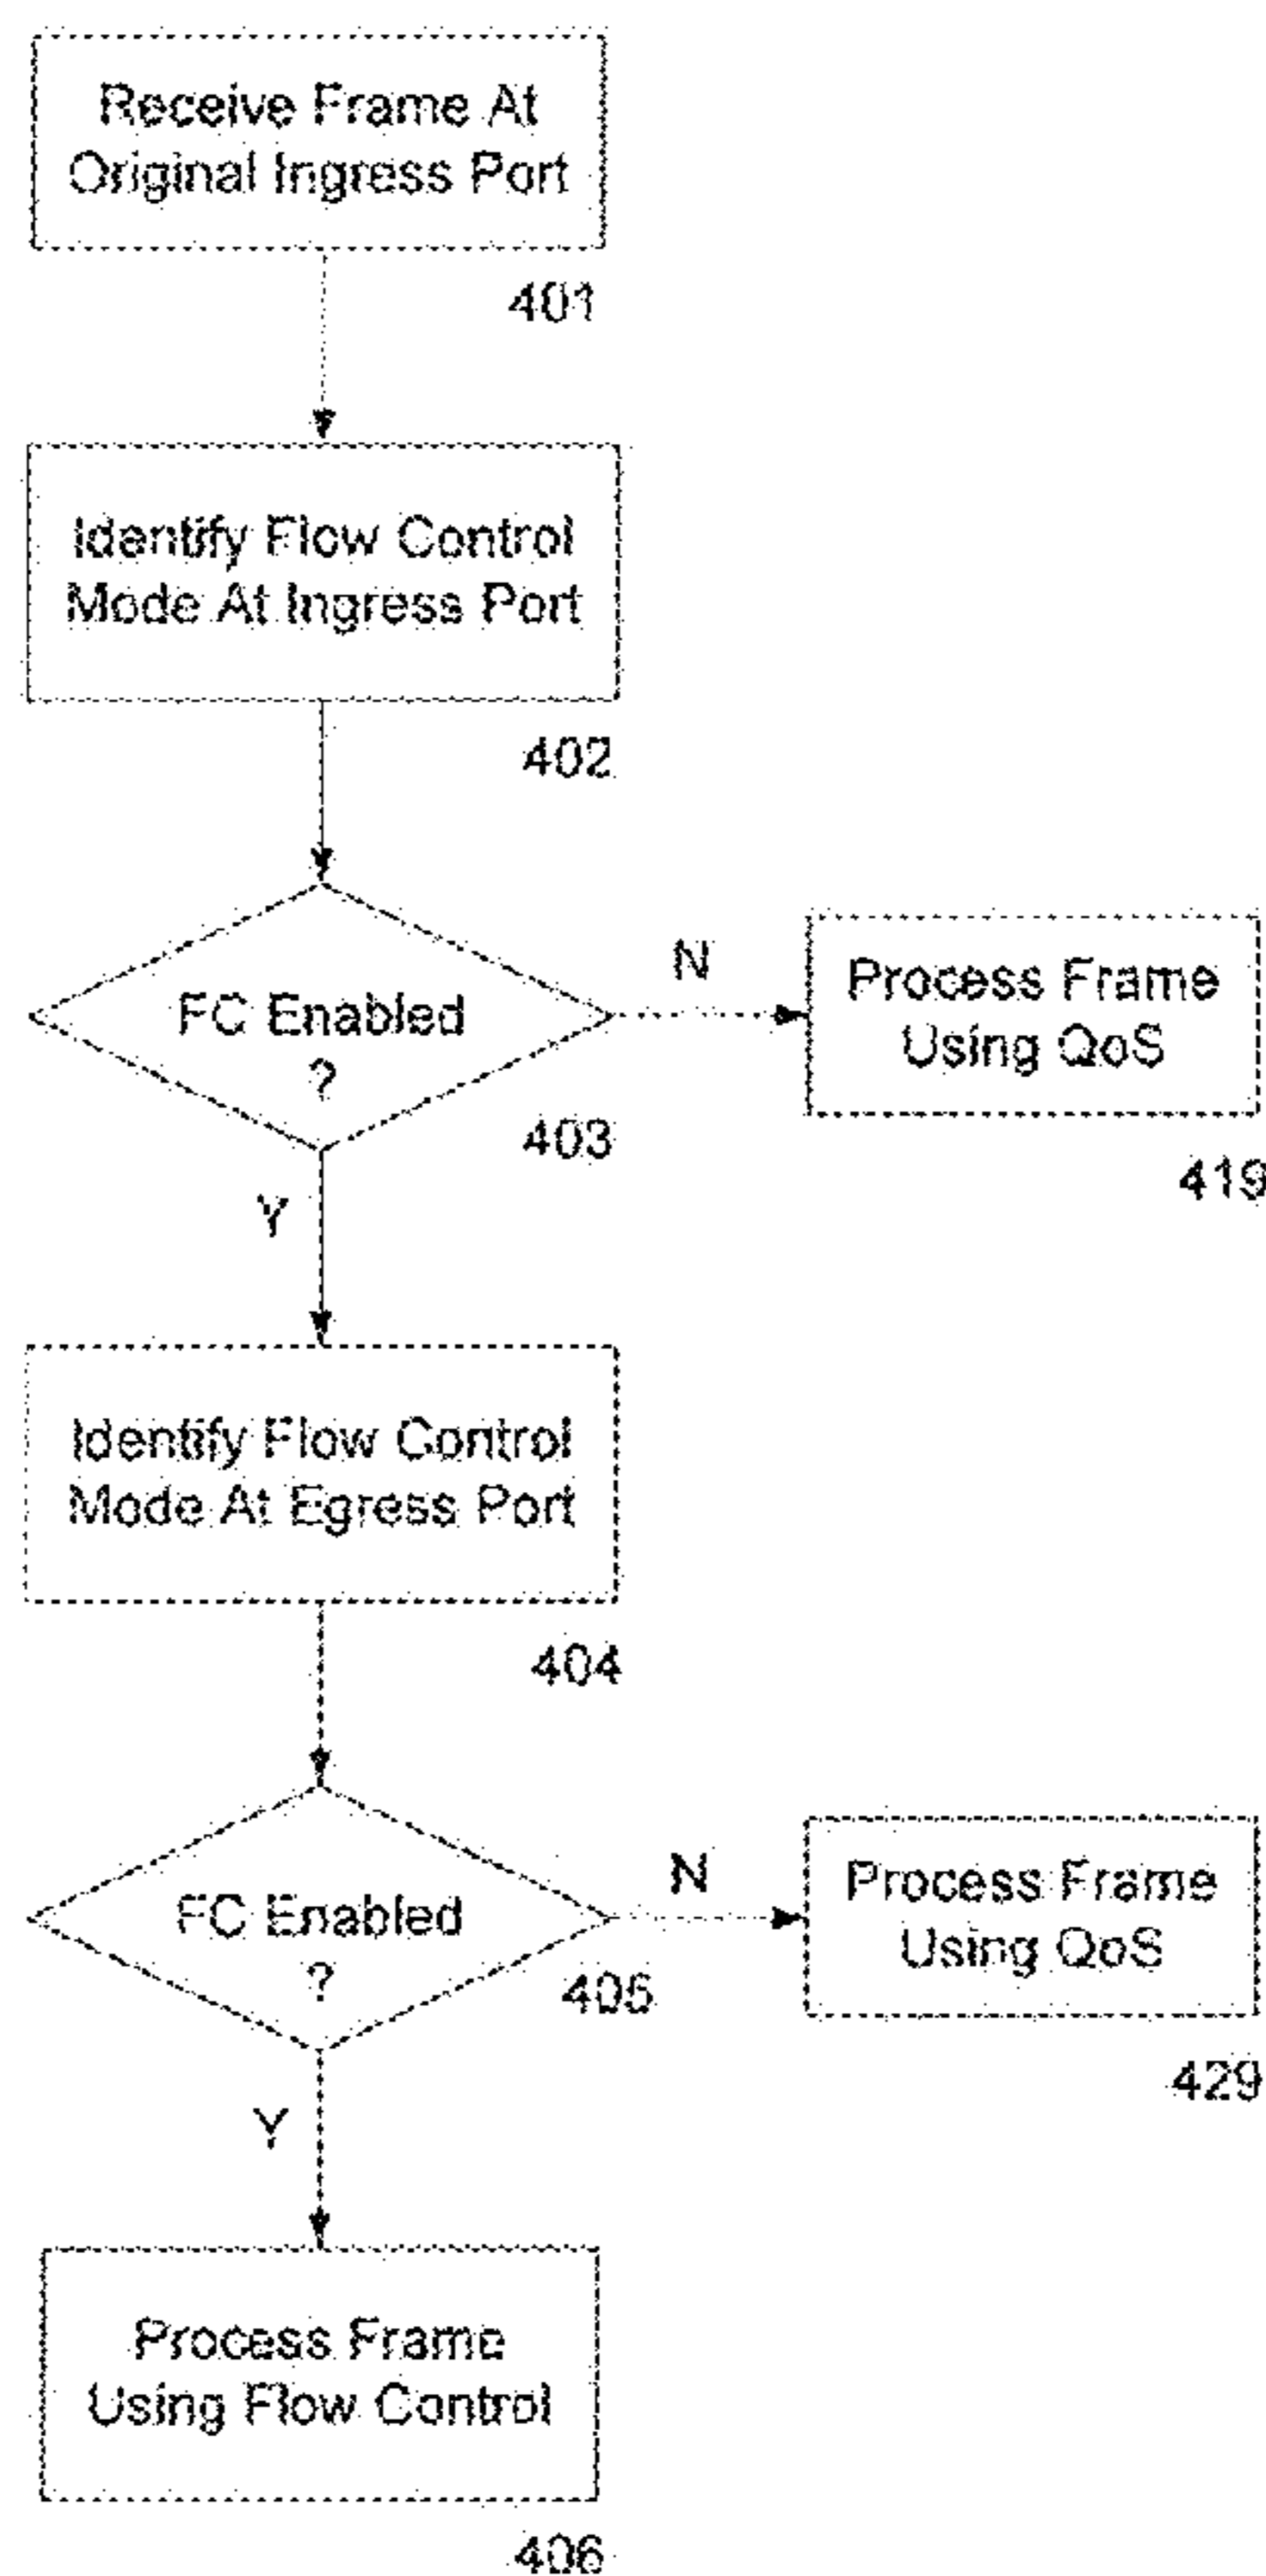 Receive Frame At
Original Ingress Port
401
Identify Flow Control
Mode At Ingress Port
402
FC Enabled
?
403
N
Process Frame
Using QoS
419
Y
Identify Flow Control
Mode At Egress Port
404
FC Enabled
?
405
N
Process Frame
Using QoS
429
Y
Process Frame
Using Flow Control
406